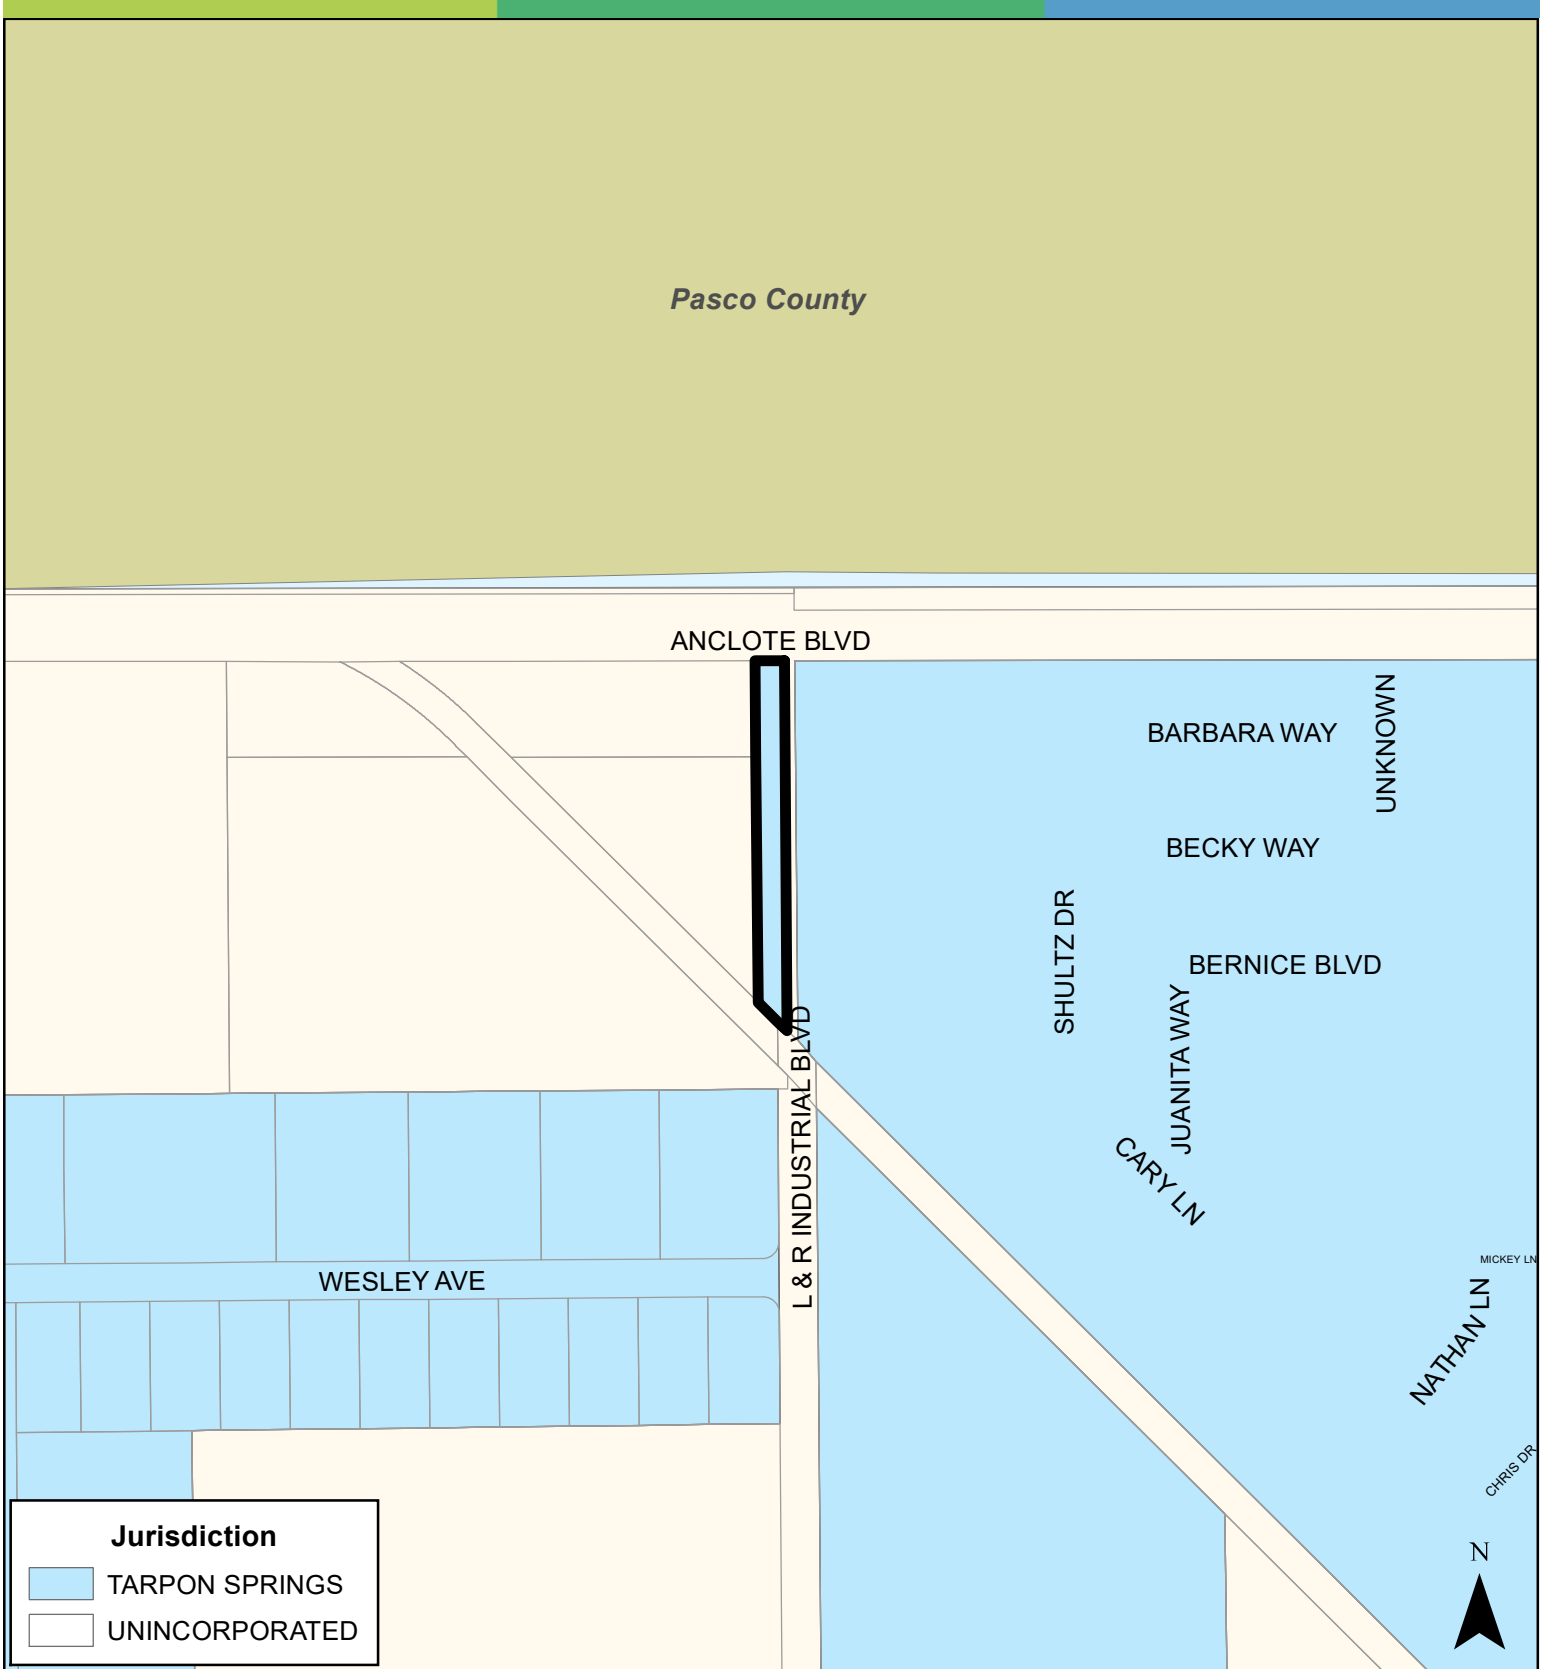 Pasco County
ANCLOTE BLVD
UNKNOWN
BARBARA WAY
BECKY WAY
SHULTZ DR
BERNICE BLVD
JUANITA WAY
L & R INDUSTRIAL BLVD
CARY LN
MICKEY LN
WESLEY AVE
NATHAN LN
CHRIS DR
Jurisdiction
TARPON SPRINGS
UNINCORPORATED
N